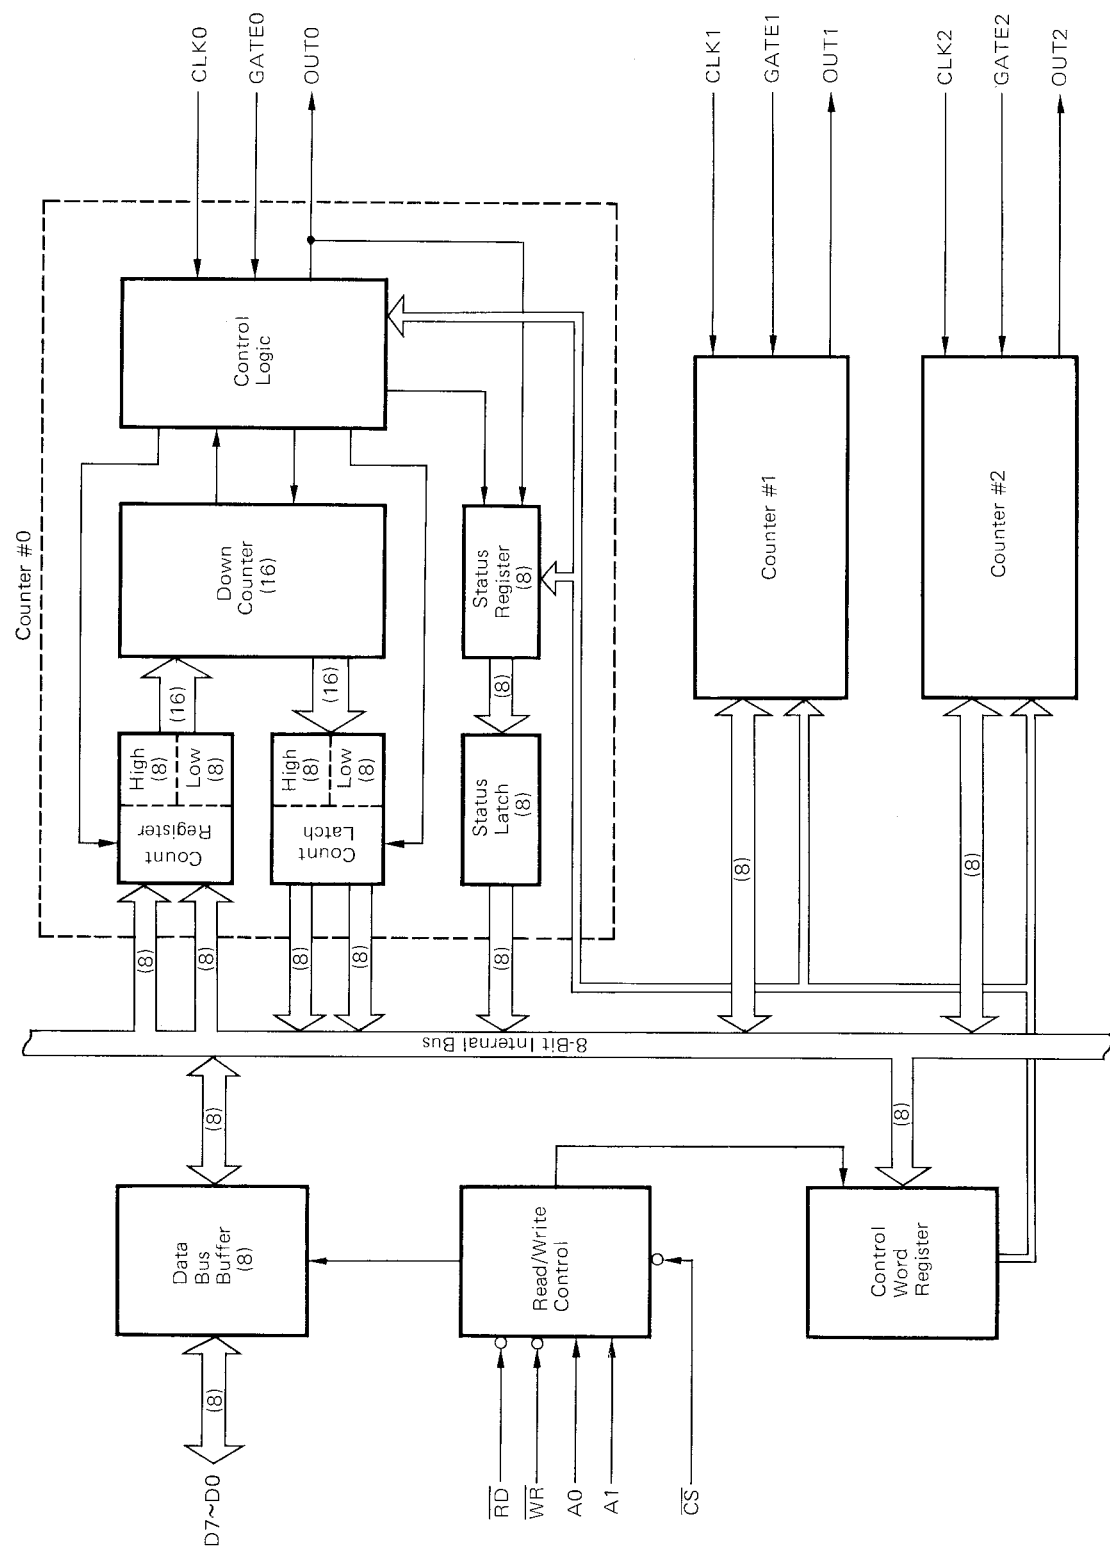 D7~D0
(8)
Data
Bus
Buffer
(8)
(8)
RD
WR
A0
A1
CS
Read/Write
Control
Control
Word
Register
(8)
8-Bit Internal Bus
Counter #0
(8)
(8)
Count
Register
High
(8)
Low
(8)
(16)
Down
Counter
(16)
Control
Logic
CLK0
GATE0
OUT0
(8)
(8)
Count
Latch
High
(8)
Low
(8)
(16)
(8)
Status
Latch
(8)
(8)
Status
Register
(8)
(8)
Counter #1
CLK1
GATE1
OUT1
(8)
Counter #2
CLK2
GATE2
OUT2